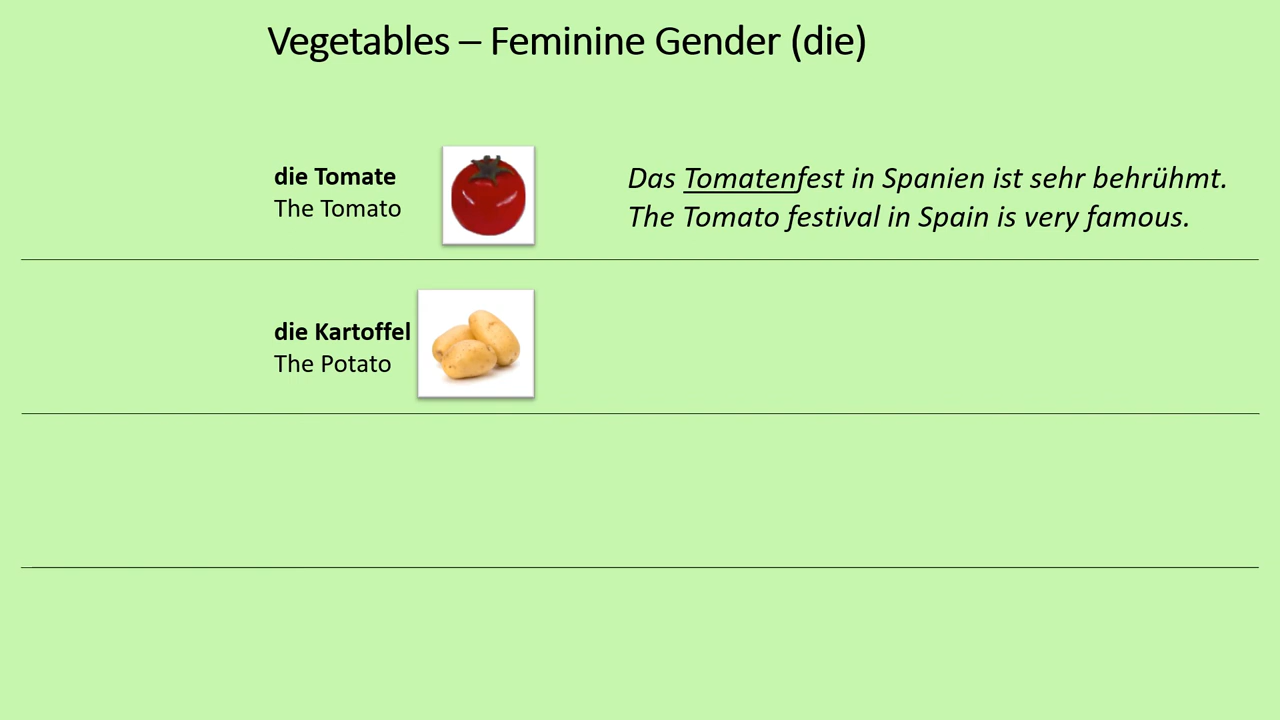 Vegetables – Feminine Gender (die)
die Tomate
The Tomato
Das Tomatenfest in Spanien ist sehr behrühmt.
The Tomato festival in Spain is very famous.
die Kartoffel
The Potato